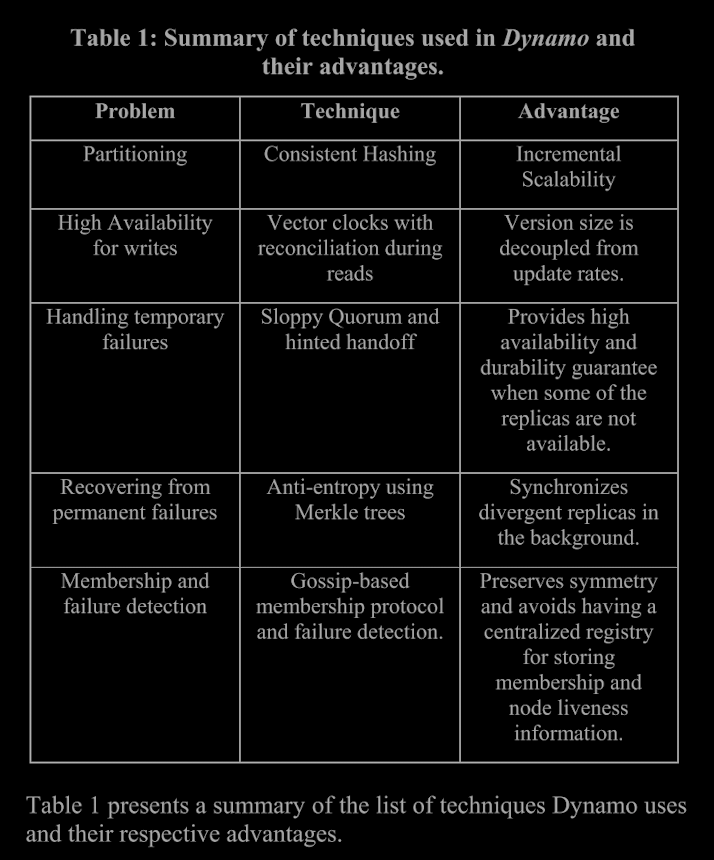 Table 1: Summary of techniques used in Dynamo and
their advantages.
Problem Technique Advantage
Partitioning Consistent Hashing Incremental
Scalability
High Availability
for writes
Vector clocks with
reconciliation during
reads
Version size is
decoupled from
update rates.
Handling temporary
failures
Sloppy Quorum and
hinted handoff
Provides high
availability and
durability guarantee
when some of the
replicas are not
available.
Recovering from
permanent failures
Anti-entropy using
Merkle trees
Synchronizes
divergent replicas in
the background.
Membership and
failure detection
Gossip-based
membership protocol
and failure detection.
Preserves symmetry
and avoids having a
centralized registry
for storing
membership and
node liveness
information.
Table 1 presents a summary of the list of techniques Dynamo uses
and their respective advantages.